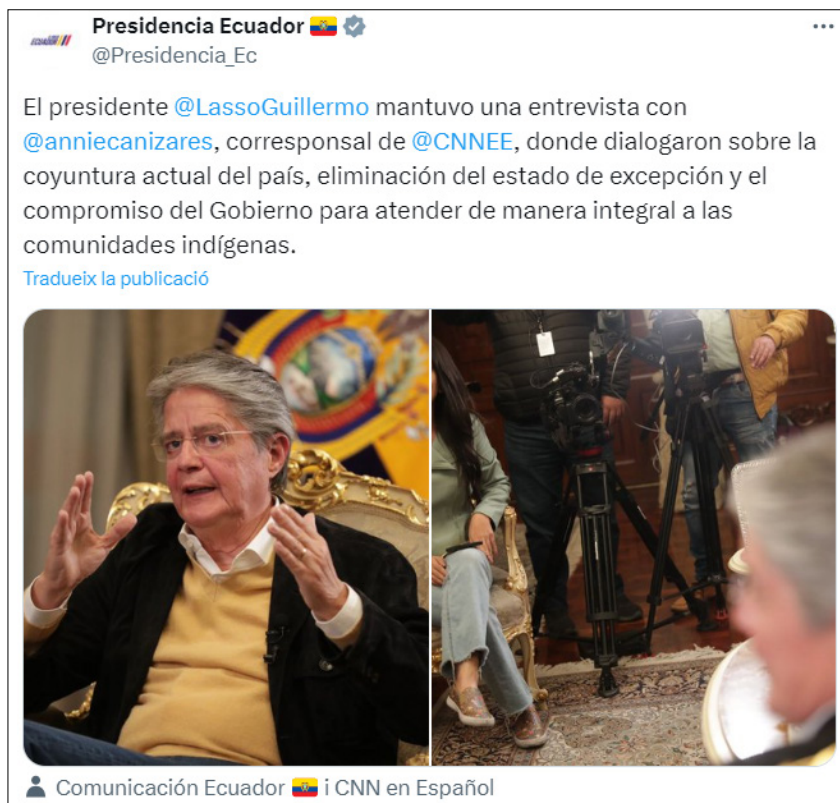 Presidencia Ecuador
@Presidencia_Ec
El presidente @LassoGuillermo mantuvo una entrevista con
@anniecanizares, corresponsal de @CNNEE, donde dialogaron sobre la
coyuntura actual del país, eliminación del estado de excepción y el
compromiso del Gobierno para atender de manera integral a las
comunidades indígenas.
Tradueix la publicació
Comunicación Ecuador i CNN en Español